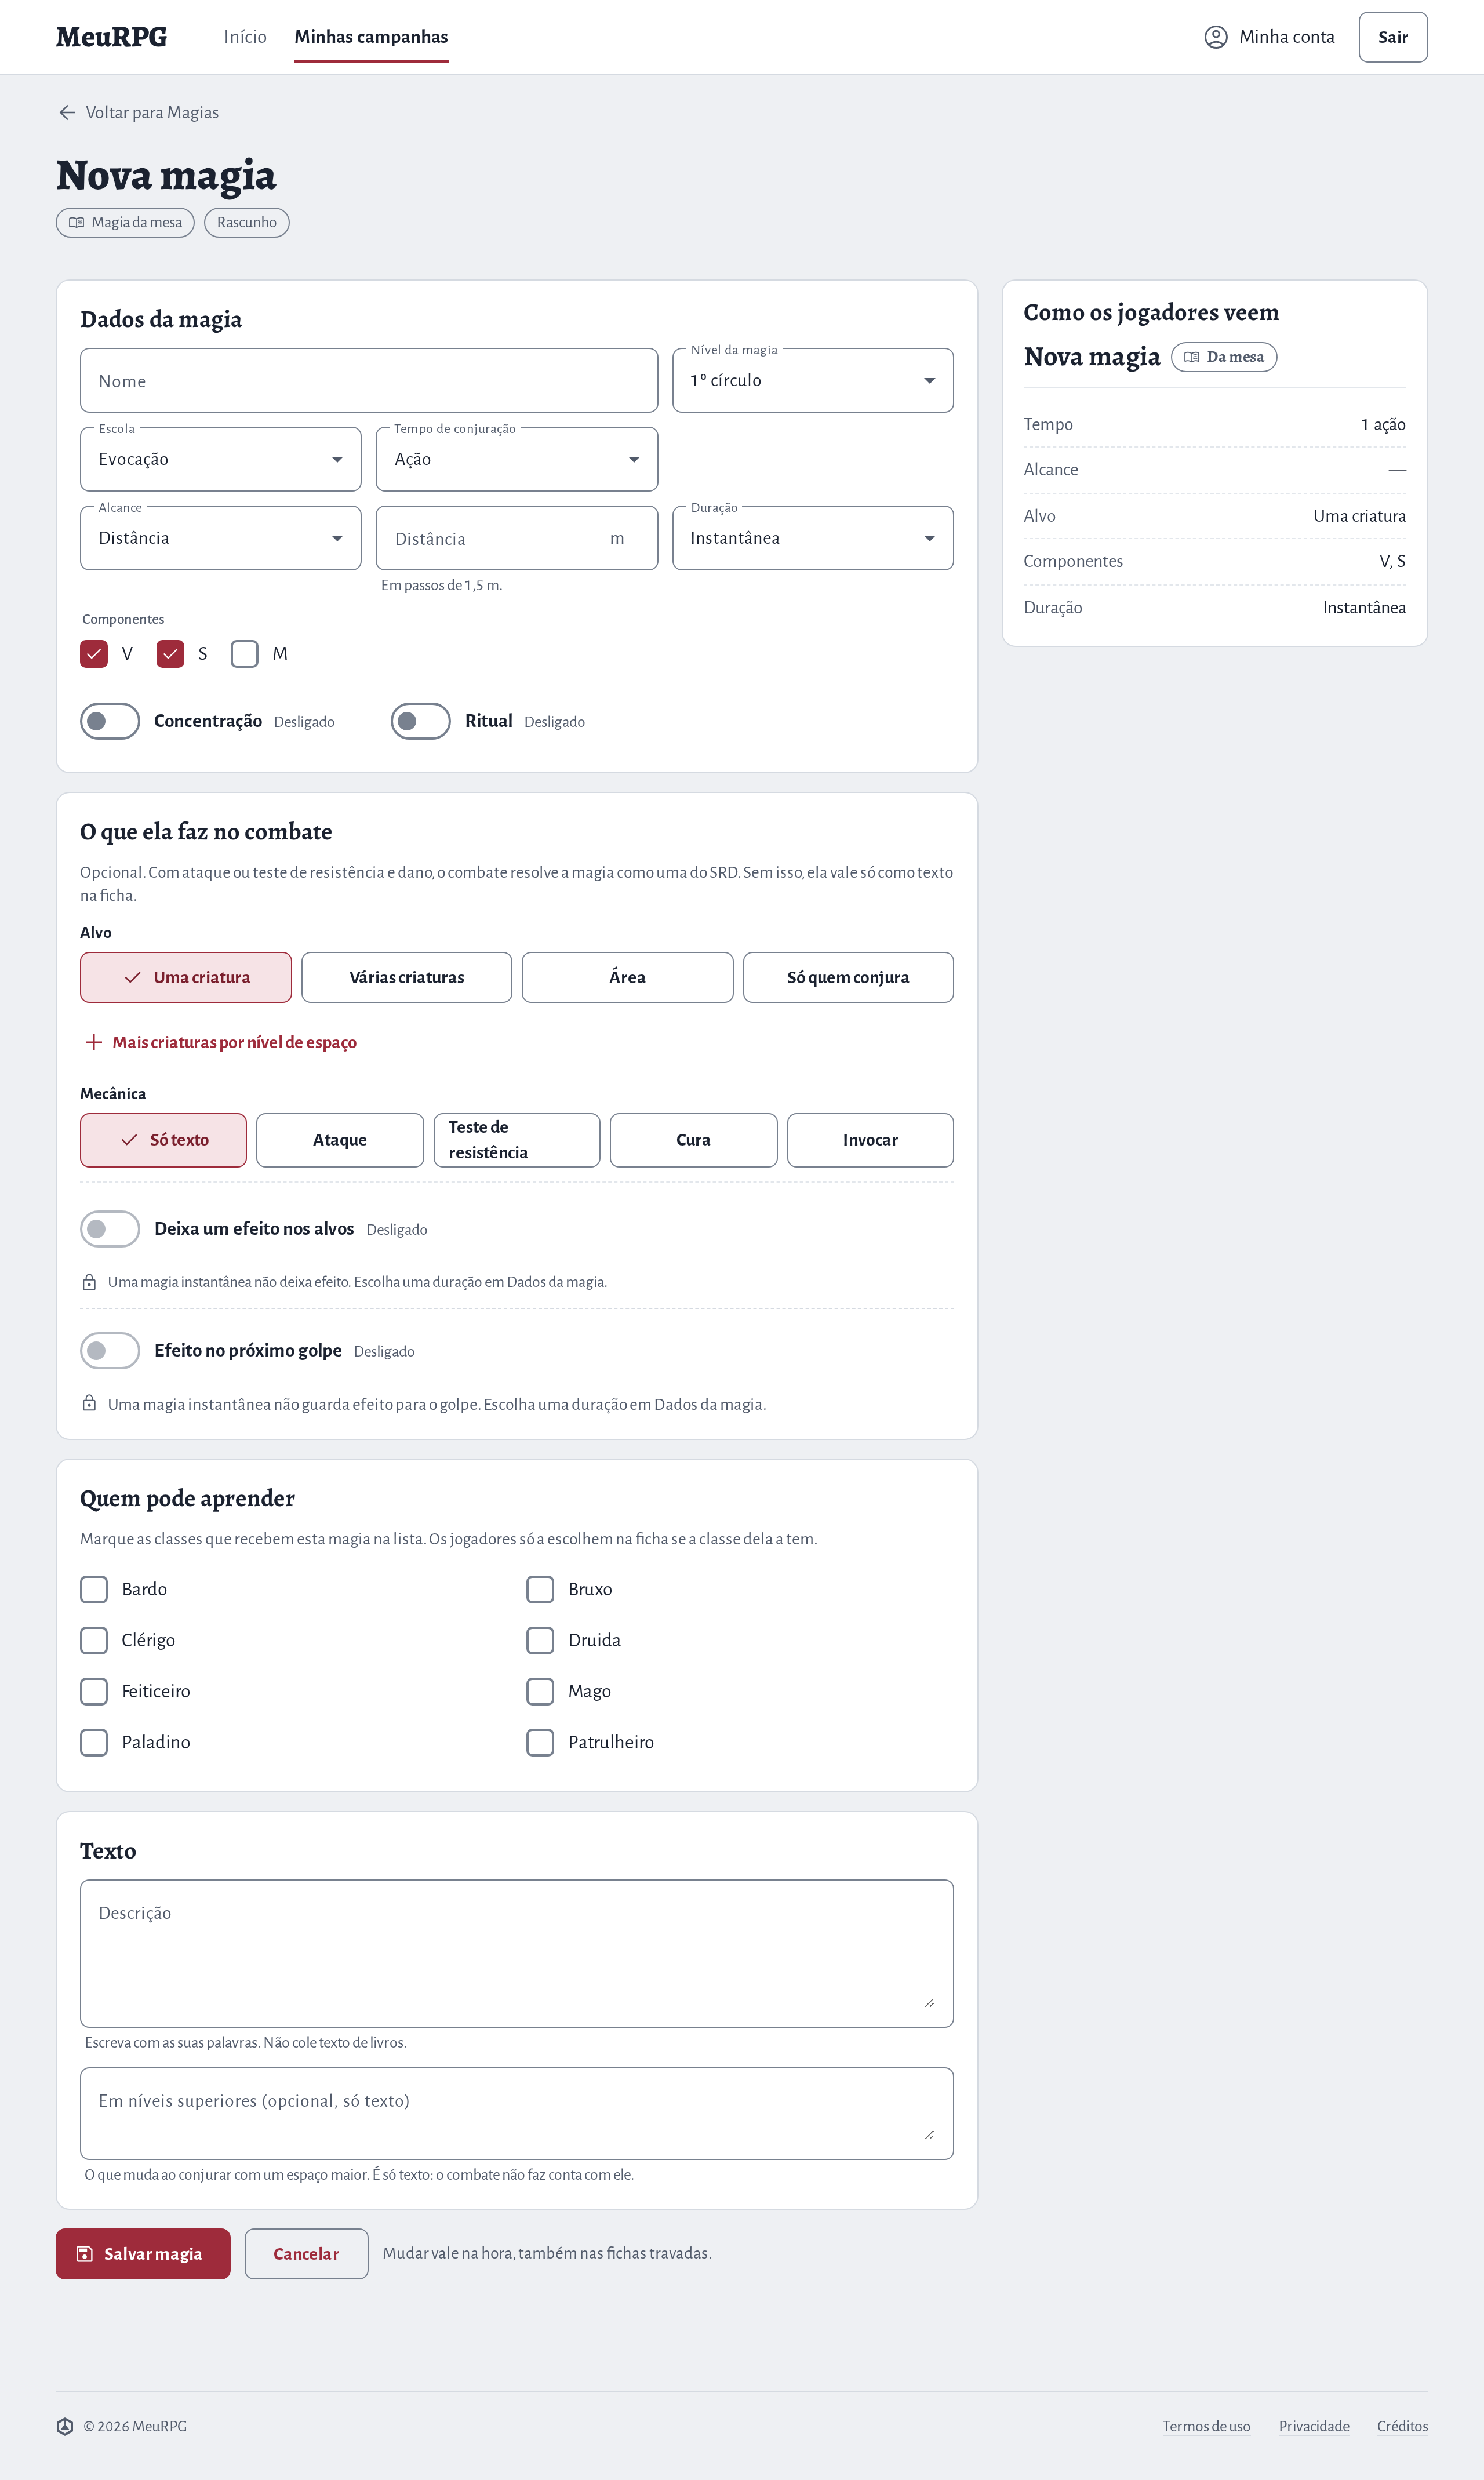 MeuRPG
Início
Minhas campanhas
Minha conta
Sair
Voltar para Magias
Nova magia
Magia da mesa
Rascunho
Dados da magia
Nome
Nível da magia
1º círculo
Escola
Evocação
Tempo de conjuração
Ação
Alcance
Distância
Distância
m
Em passos de 1,5 m.
Duração
Instantânea
Componentes
V
S
M
Concentração
Desligado
Ritual
Desligado
Como os jogadores veem
Nova magia
Da mesa
Tempo
1 ação
Alcance
—
Alvo
Uma criatura
Componentes
V, S
Duração
Instantânea
O que ela faz no combate
Opcional. Com ataque ou teste de resistência e dano, o combate resolve a magia como uma do SRD. Sem isso, ela vale só como texto
na ficha.
Alvo
Uma criatura
Várias criaturas
Área
Só quem conjura
Mais criaturas por nível de espaço
Mecânica
Só texto
Ataque
Teste de
resistência
Cura
Invocar
Deixa um efeito nos alvos
Desligado
Uma magia instantânea não deixa efeito. Escolha uma duração em Dados da magia.
Efeito no próximo golpe
Desligado
Uma magia instantânea não guarda efeito para o golpe. Escolha uma duração em Dados da magia.
Quem pode aprender
Marque as classes que recebem esta magia na lista. Os jogadores só a escolhem na ficha se a classe dela a tem.
Bardo
Bruxo
Clérigo
Druida
Feiticeiro
Mago
Paladino
Patrulheiro
Texto
Descrição
Escreva com as suas palavras. Não cole texto de livros.
Em níveis superiores (opcional, só texto)
O que muda ao conjurar com um espaço maior. É só texto: o combate não faz conta com ele.
Salvar magia
Cancelar
Mudar vale na hora, também nas fichas travadas.
© 2026 MeuRPG
Termos de uso
Privacidade
Créditos